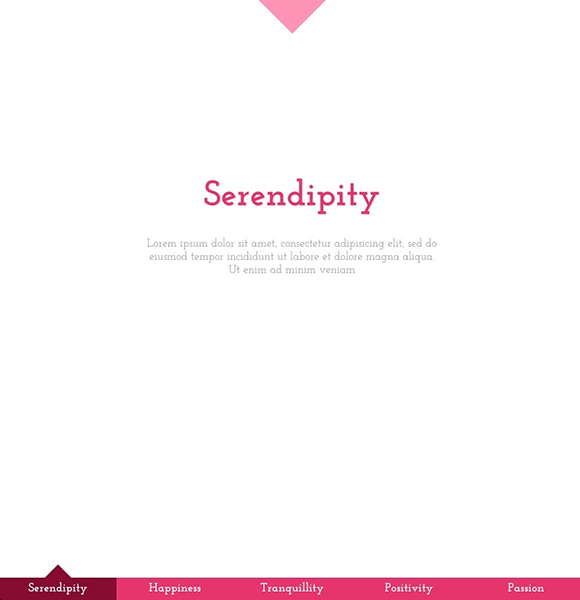 Serendipity
Lorem ipsum dolor sit amet, consectetur adipisicing elit, sed do
eiusmod tempor incididunt ut labore et dolore magna aliqua.
Ut enim ad minim veniam
Serendipity Happiness Tranquillity Positivity Passion